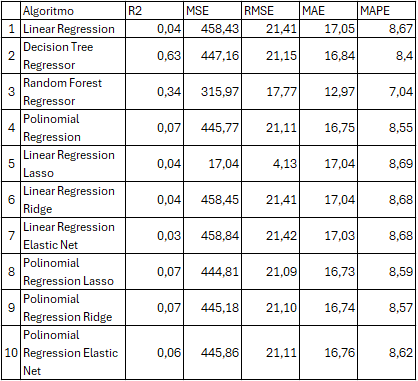 Algoritmo R2 MSE RMSE MAE MAPE
1 Linear Regression 0,04 458,43 21,41 17,05 8,67
2 Decision Tree Regressor 0,63 447,16 21,15 16,84 8,4
3 Random Forest Regressor 0,34 315,97 17,77 12,97 7,04
4 Polinomial Regression 0,07 445,77 21,11 16,75 8,55
5 Linear Regression Lasso 0,04 17,04 4,13 17,04 8,69
6 Linear Regression Ridge 0,04 458,45 21,41 17,04 8,68
7 Linear Regression Elastic Net 0,03 458,84 21,42 17,03 8,68
8 Polinomial Regression Lasso 0,07 444,81 21,09 16,73 8,59
9 Polinomial Regression Ridge 0,07 445,18 21,10 16,74 8,57
10 Polinomial Regression Elastic Net 0,06 445,86 21,11 16,76 8,62